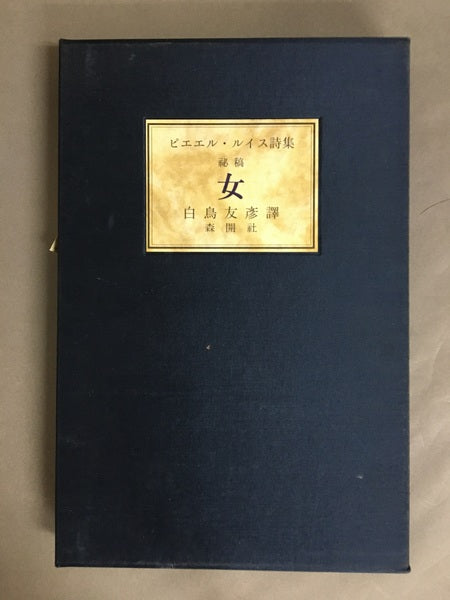 ピエエル・ルイス詩集
祕稿
女
白鳥友彦譯
森開社